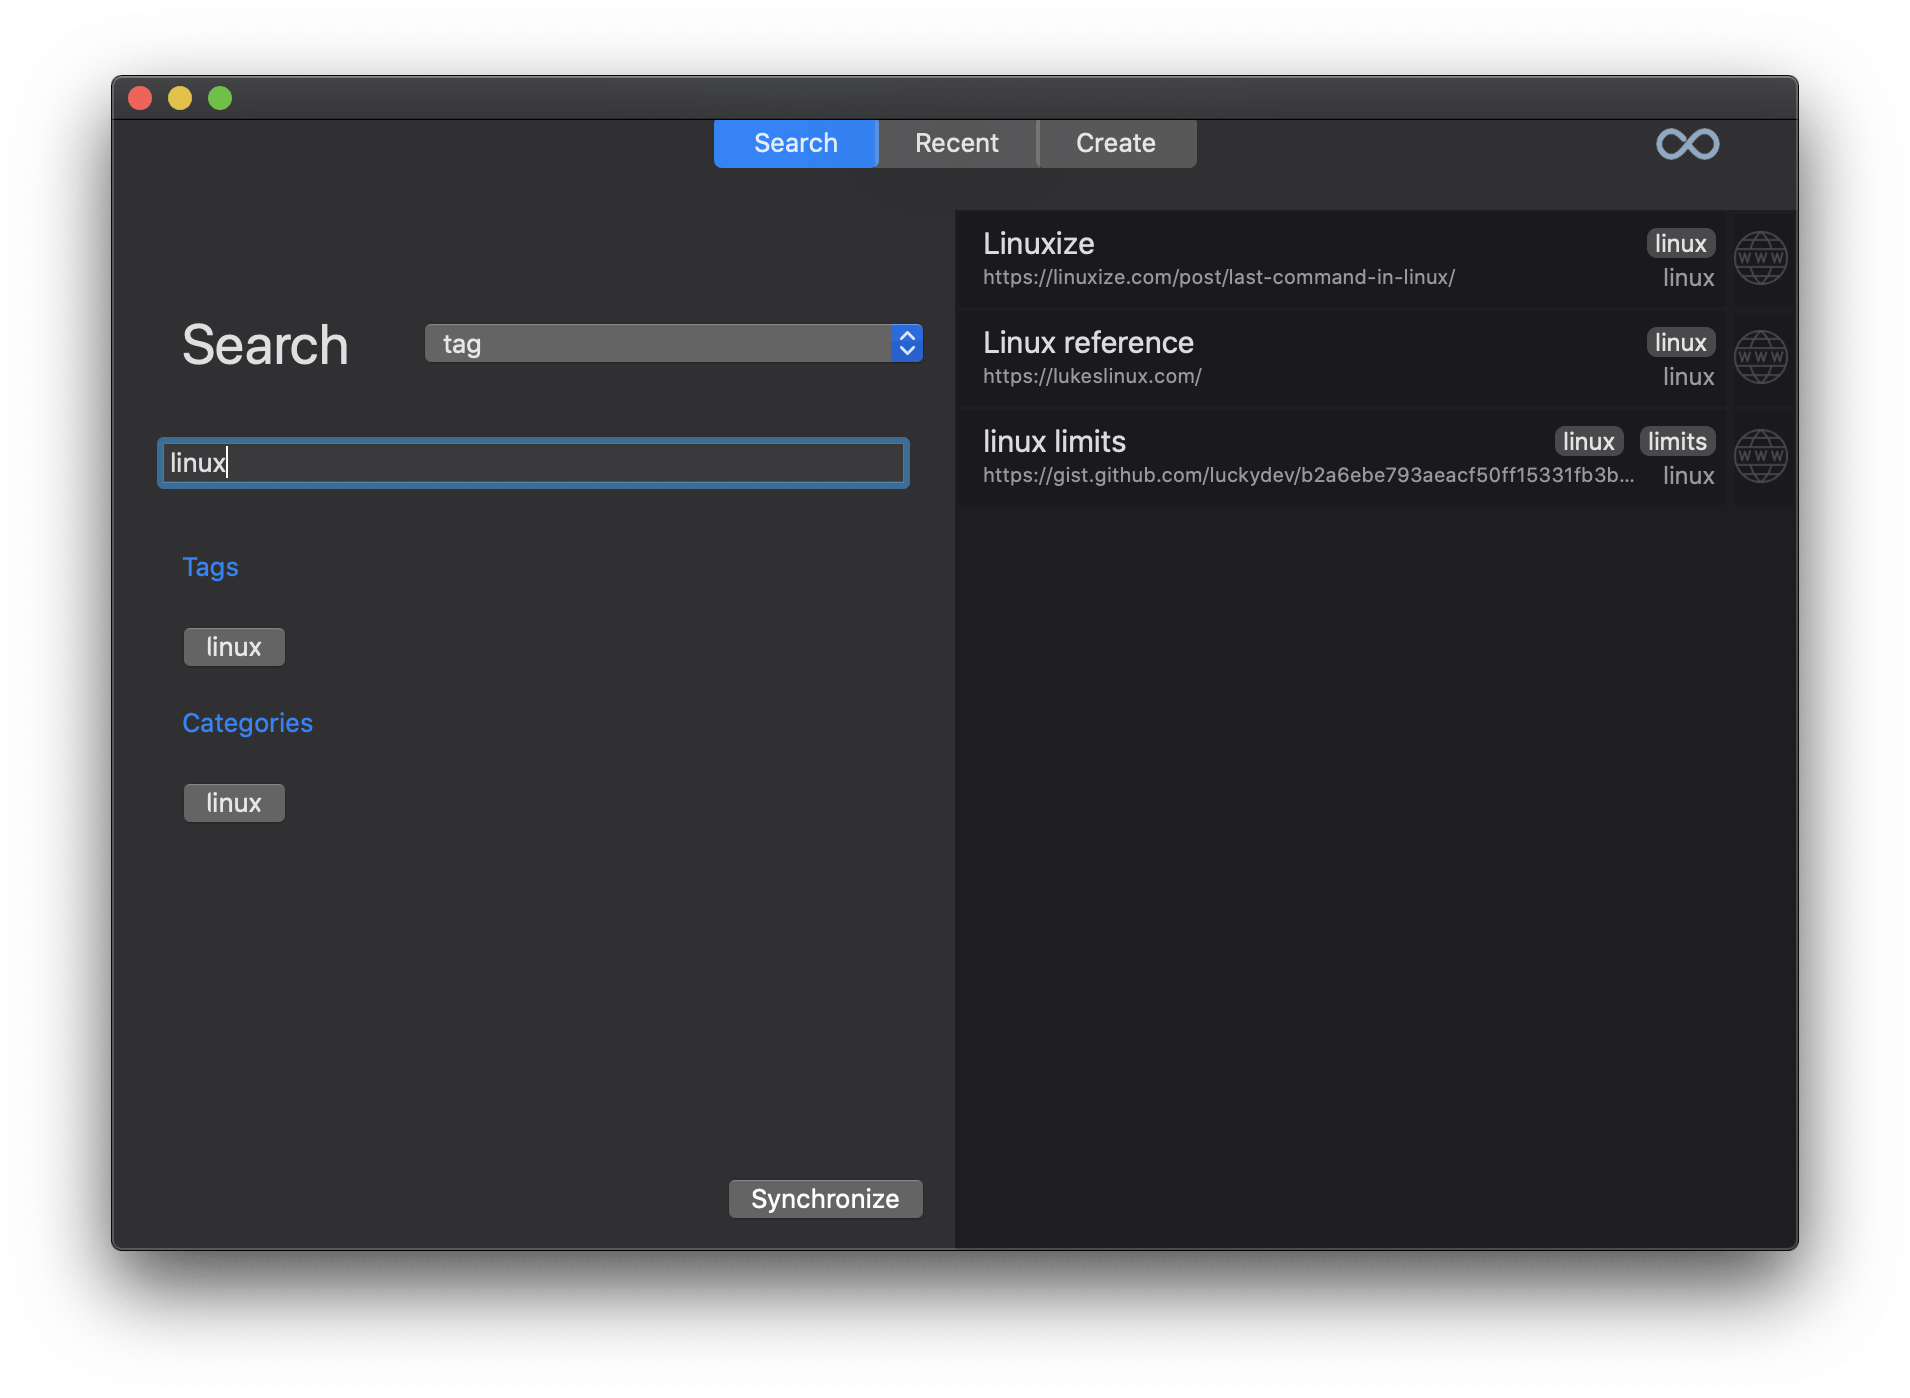 Search Recent Create
Search
tag
linux
Tags
linux
Categories
linux
Synchronize
Linuxize linux
https://linuxize.com/post/last-command-in-linux/ linux
WWW
Linux reference linux
https://lukeslinux.com/ linux
WWW
linux limits linux limits
https://gist.github.com/luckydev/b2a6ebe793aeacf50ff15331fb3b... linux
WWW